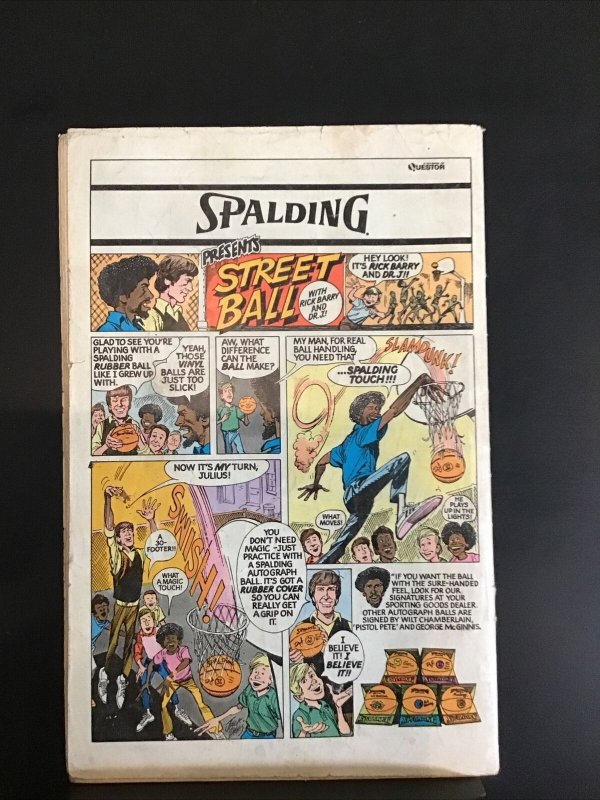 QUESTOR
SPALDING
PRESENTS
STREET
BALL
WITH
RICK BARRY
AND
DR. J!
HEY LOOK!
IT'S RICK BARRY
AND DR. J!!
GLAD TO SEE YOU'RE
PLAYING WITH A
SPALDING
RUBBER BALL
LIKE I GREW UP
WITH.
YEAH,
THOSE
VINYL
BALLS ARE
JUST TOO
SLICK!
AW, WHAT
DIFFERENCE
CAN THE
BALL MAKE?
MY MAN, FOR REAL
BALL HANDLING,
YOU NEED THAT
...SPALDING
TOUCH!!!
SLAMDUNK!
WHAT
MOVES!
HE
PLAYS
UP IN THE
LIGHTS!
NOW IT'S MY TURN,
JULIUS!
A
30-
FOOTER!!
WHAT
A MAGIC
TOUCH!
SWISH!!
YOU
DON'T NEED
MAGIC -JUST
PRACTICE WITH
A SPALDING
AUTOGRAPH
BALL. IT'S GOT A
RUBBER COVER
SO YOU CAN
REALLY GET
A GRIP ON
IT.
I
BELIEVE
IT! I
BELIEVE
IT!!
"IF YOU WANT THE BALL
WITH THE SURE-HANDED
FEEL, LOOK FOR OUR
SIGNATURES AT YOUR
SPORTING GOODS DEALER.
OTHER AUTOGRAPH BALLS ARE
SIGNED BY WILT CHAMBERLAIN,
"PISTOL PETE" AND GEORGE McGINNIS.